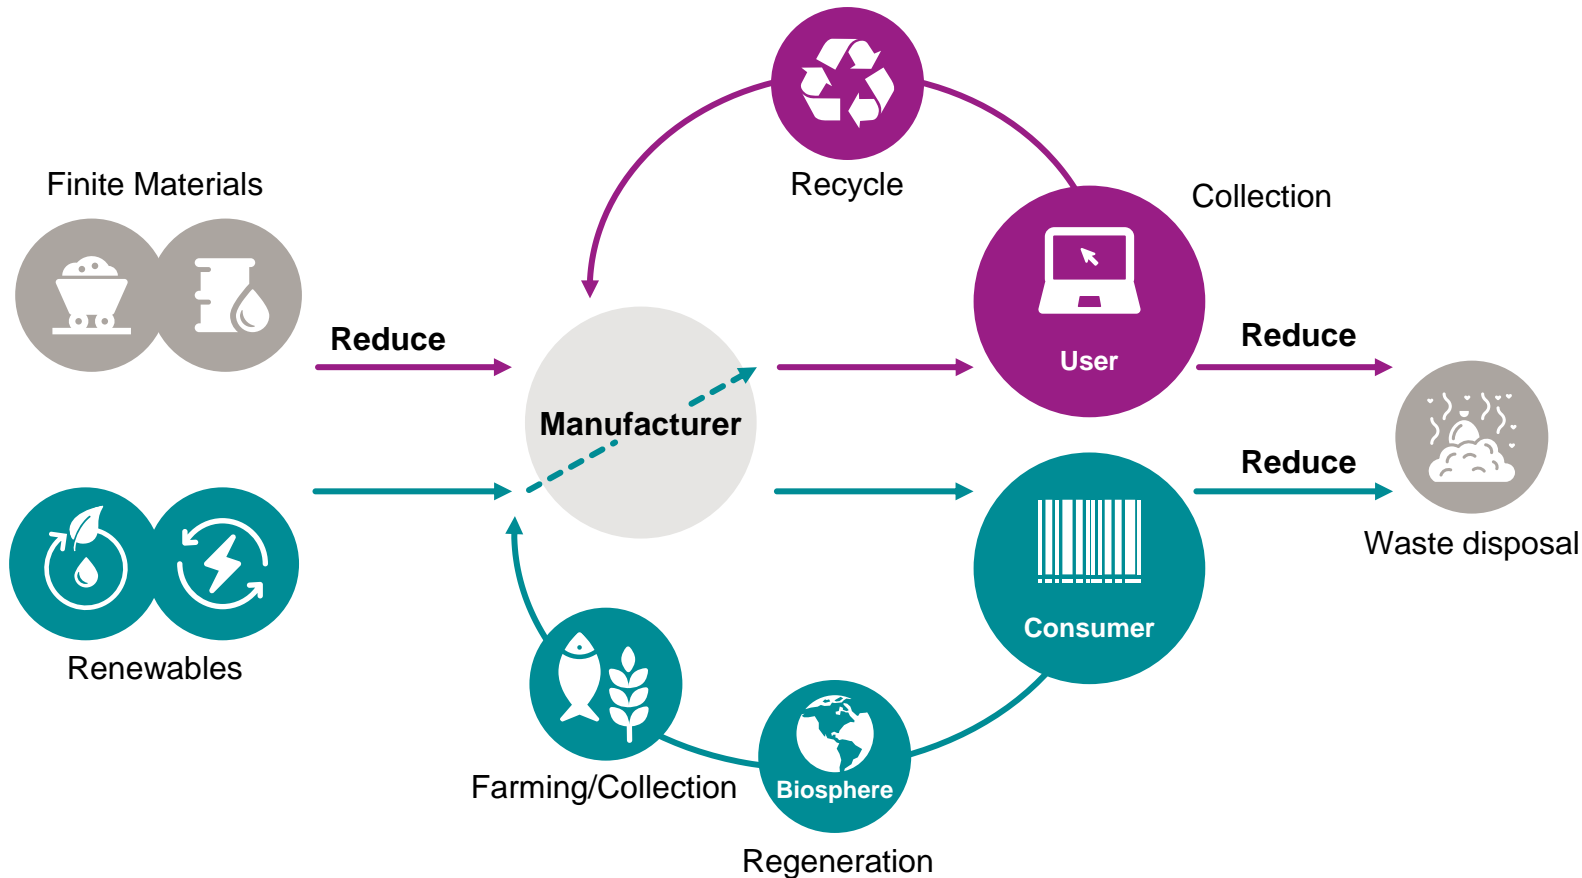 Finite Materials
Recycle
Collection
Reduce
User
Reduce
Manufacturer
Reduce
Waste disposal
Consumer
Renewables
Farming/Collection
Biosphere
Regeneration